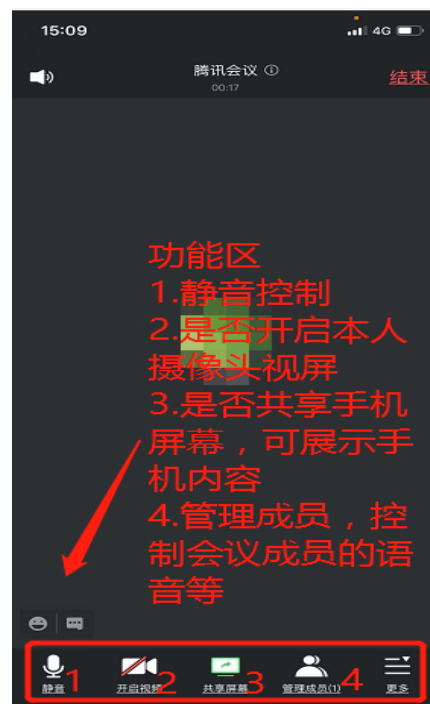 15:09
4G
腾讯会议
00:17
结束
功能区
1.静音控制
2.是否开启本人
摄像头视屏
3.是否共享手机
屏幕，可展示手
机内容
4.管理成员，控
制会议成员的语
音等
静音 1
开启视频 2
共享屏幕 3
管理成员(1) 4
更多